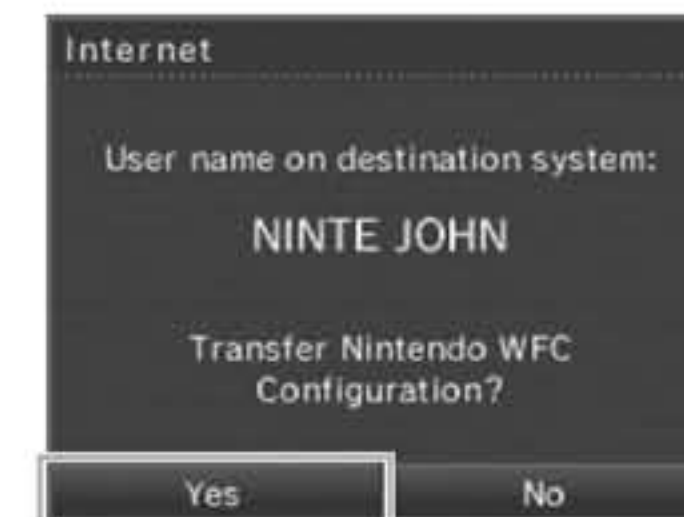 Internet
User name on destination system:
NINTE JOHN
Transfer Nintendo WFC
Configuration?
Yes
No